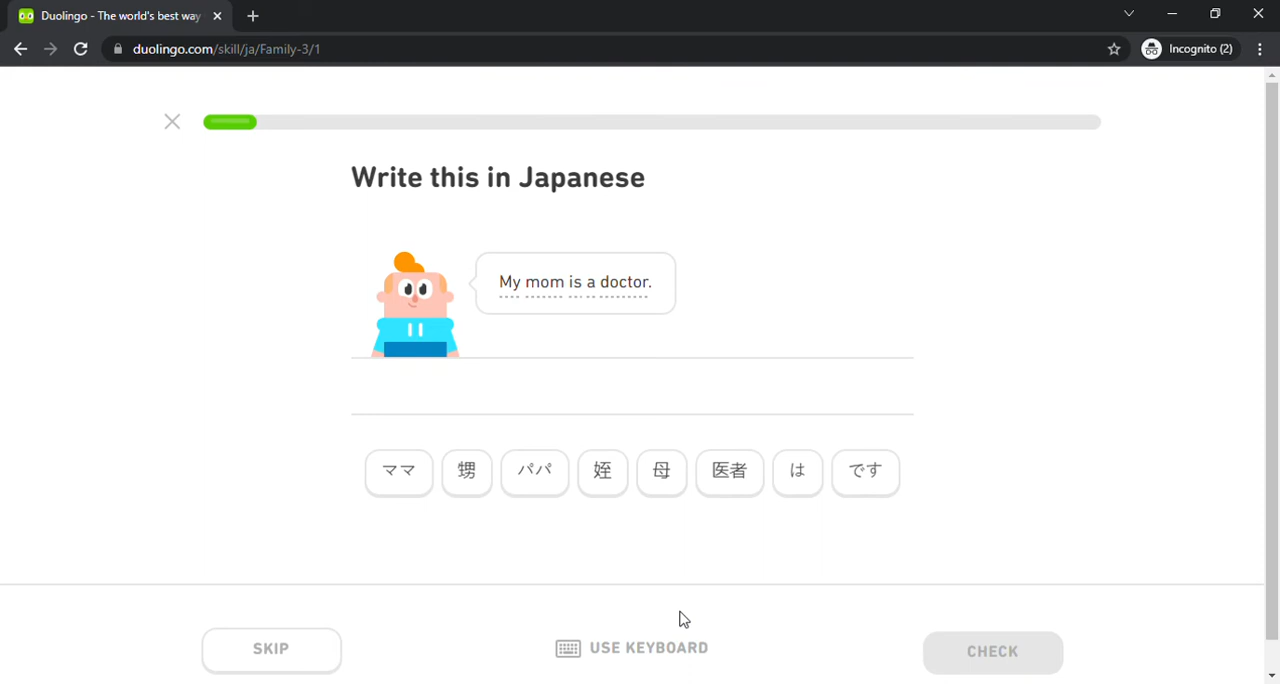 Duolingo - The world's best way
duolingo.com/skill/ja/Family-3/1
Incognito (2)
Write this in Japanese
My mom is a doctor.
ママ 甥 パパ 姪 母 医者 は です
SKIP
USE KEYBOARD
CHECK